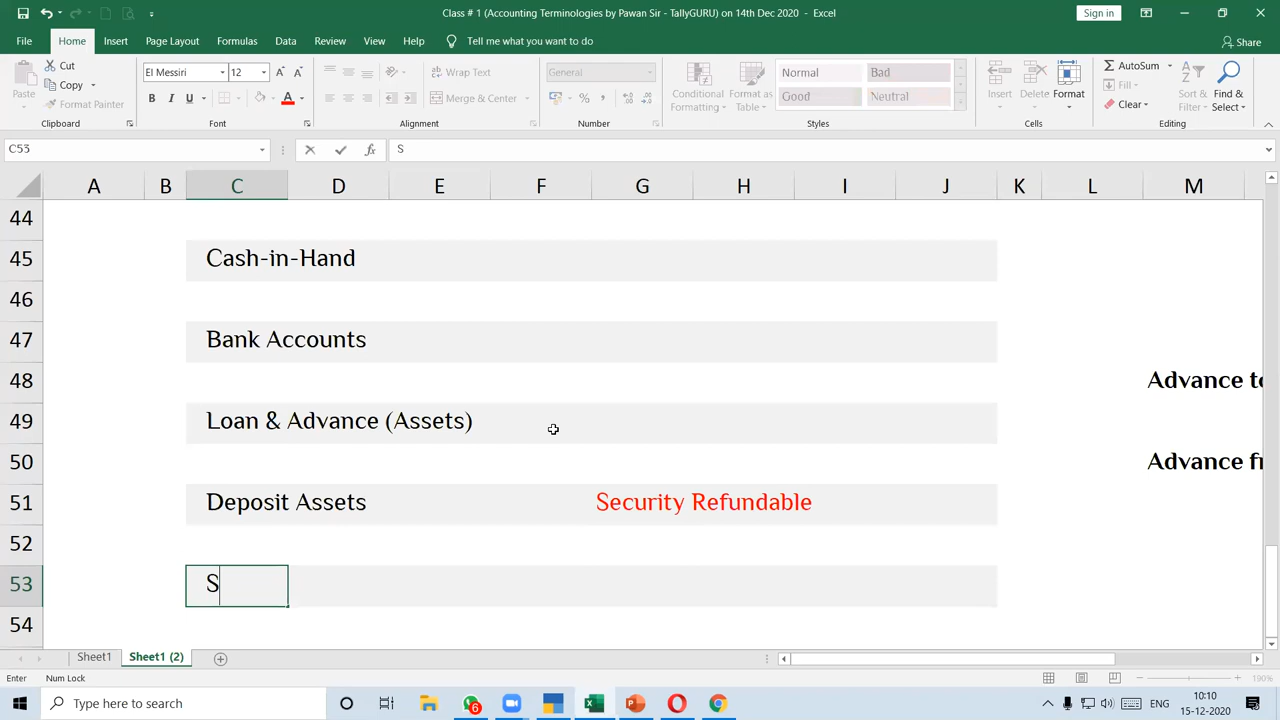 Class # 1 (Accounting Terminologies by Pawan Sir - TallyGURU) on 14th Dec 2020 - Excel
Sign in
File Home Insert Page Layout Formulas Data Review View Help Tell me what you want to do Share
Paste
Cut
Copy
Format Painter
Clipboard
El Messiri 12
B I U
Font
Wrap Text
Merge & Center
Alignment
General
Number
Conditional Formatting
Format as Table
Normal Bad
Good Neutral
Styles
Insert Delete Format
Cells
AutoSum
Fill
Clear
Sort & Filter
Find & Select
Editing
C53 fx S
A B C D E F G H I J K L M
44
45 Cash-in-Hand
46
47 Bank Accounts
48 Advance to
49 Loan & Advance (Assets)
50 Advance f
51 Deposit Assets Security Refundable
52
53 S
54
Sheet1 Sheet1 (2)
Enter Num Lock 190%
Type here to search
6
ENG
10:10
15-12-2020